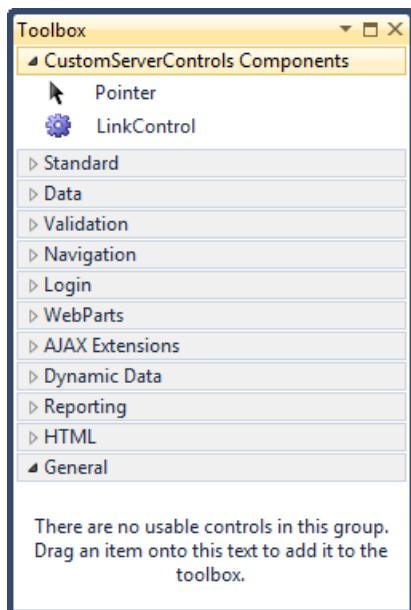 Toolbox
CustomServerControls Components
Pointer
LinkControl
Standard
Data
Validation
Navigation
Login
WebParts
AJAX Extensions
Dynamic Data
Reporting
HTML
General
There are no usable controls in this group.
Drag an item onto this text to add it to the
toolbox.